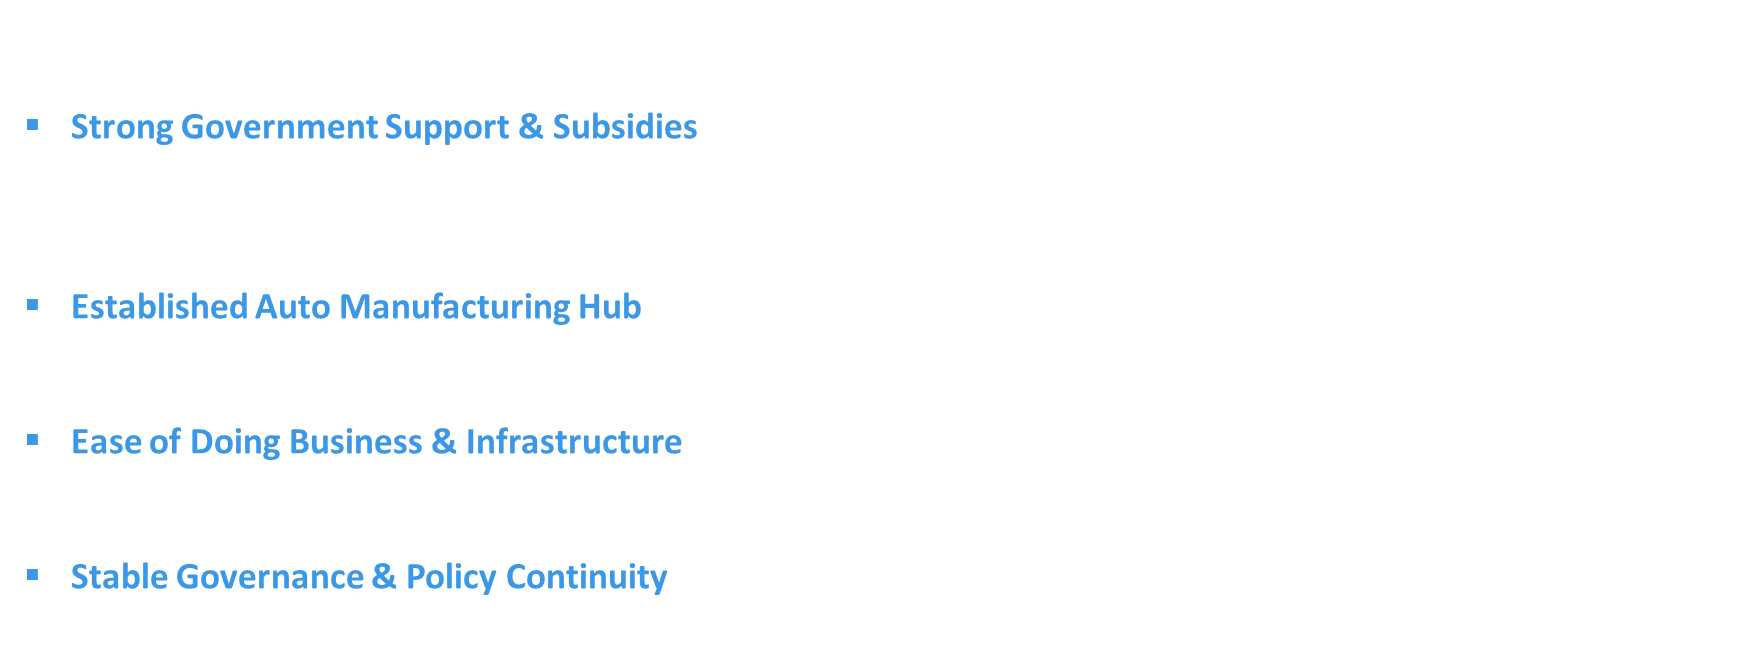 ▪ Strong Government Support & Subsidies
▪ Established Auto Manufacturing Hub
▪ Ease of Doing Business & Infrastructure
▪ Stable Governance & Policy Continuity